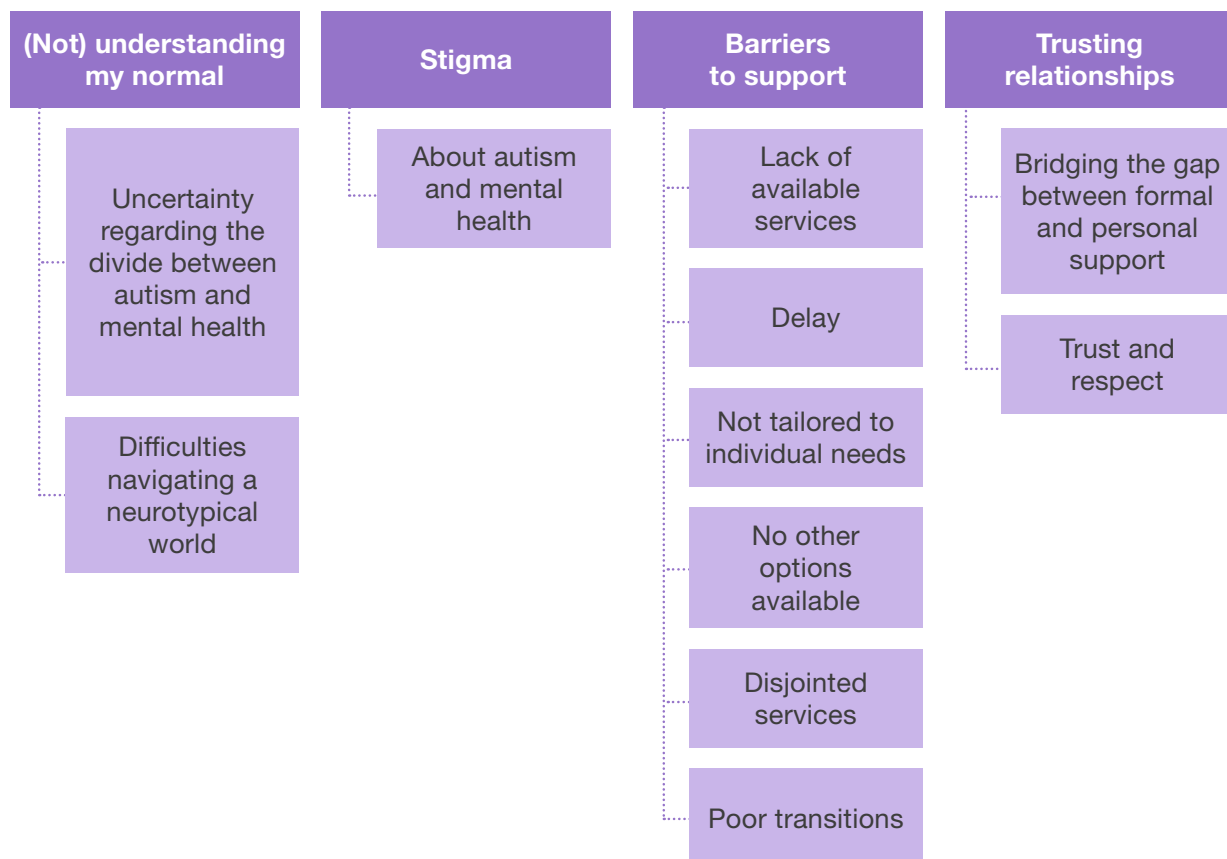 (Not) understanding
my normal
Uncertainty
regarding the
divide between
autism and
mental health
Difficulties
navigating a
neurotypical
world
Stigma
About autism
and mental
health
Barriers
to support
Lack of
available
services
Delay
Not tailored to
individual needs
No other
options
available
Disjointed
services
Poor transitions
Trusting
relationships
Bridging the gap
between formal
and personal
support
Trust and
respect